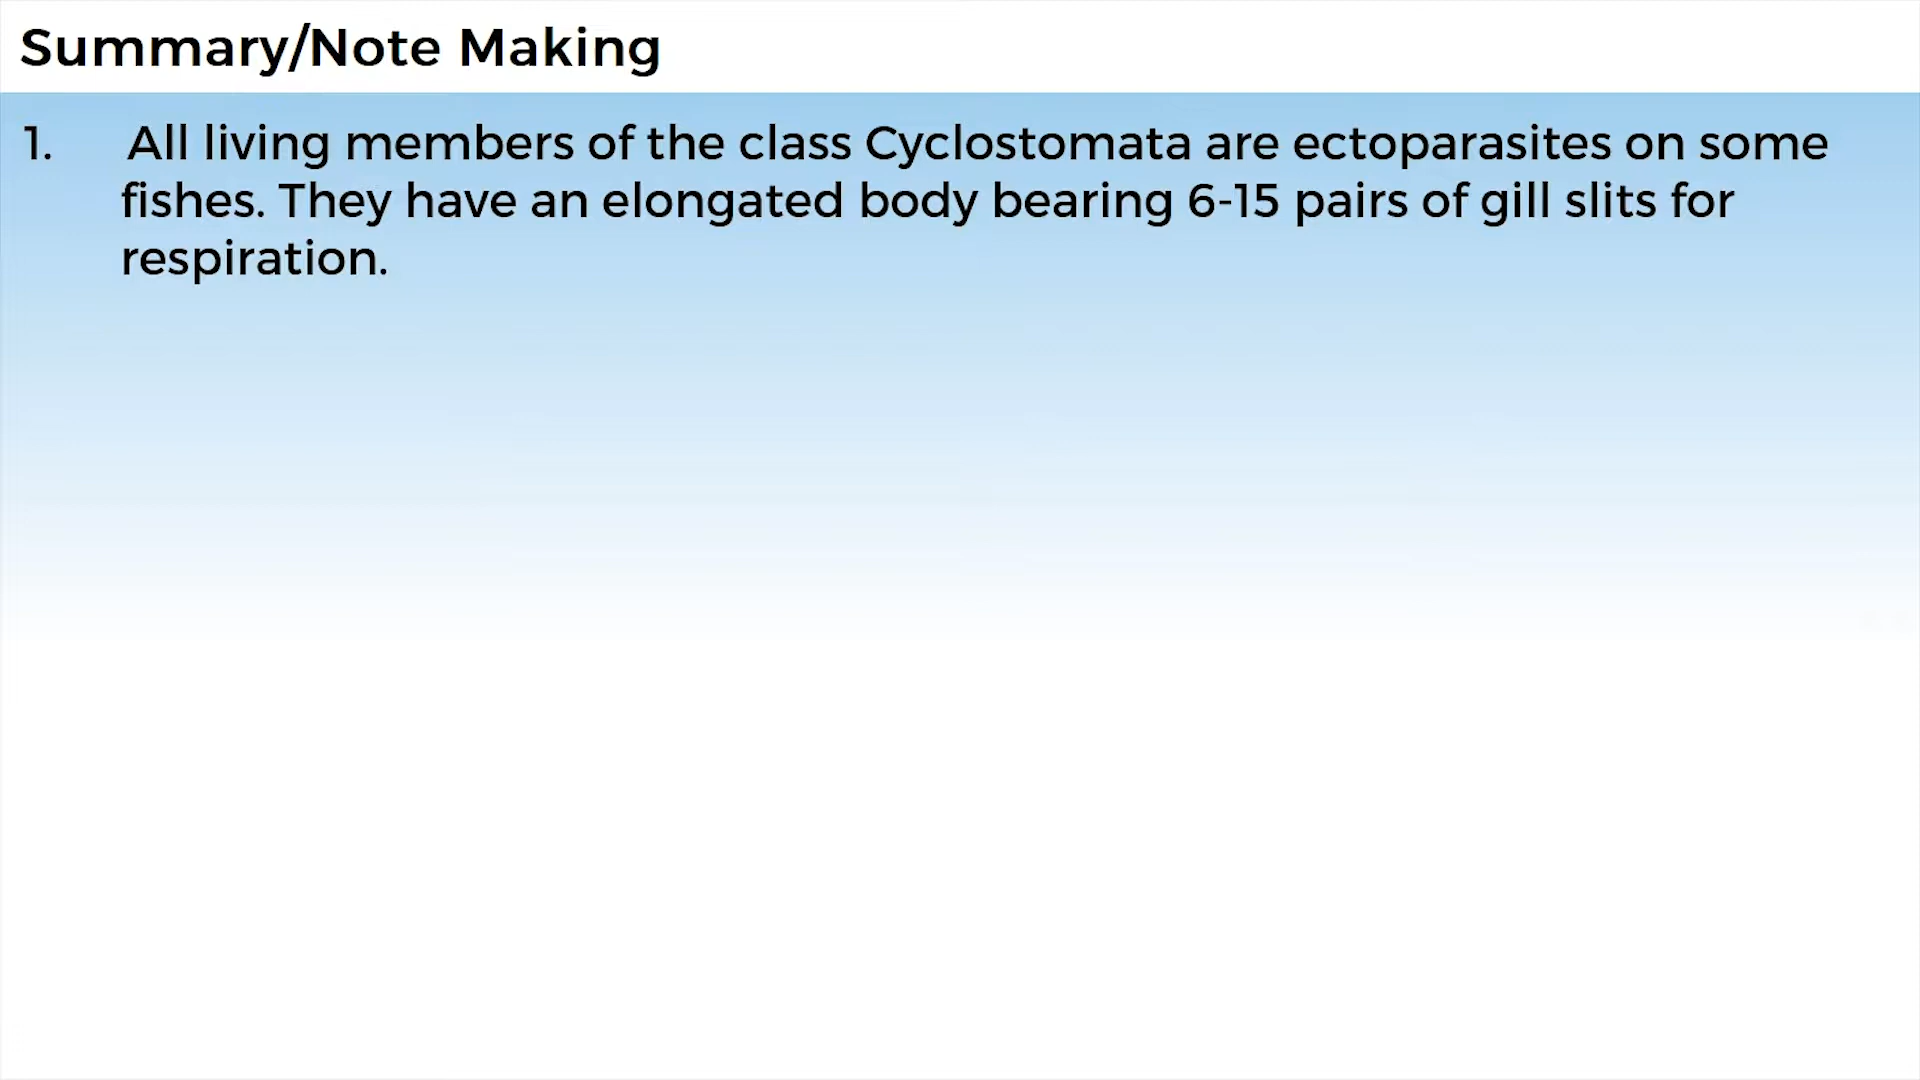 Summary/Note Making
1. All living members of the class Cyclostomata are ectoparasites on some
fishes. They have an elongated body bearing 6-15 pairs of gill slits for
respiration.